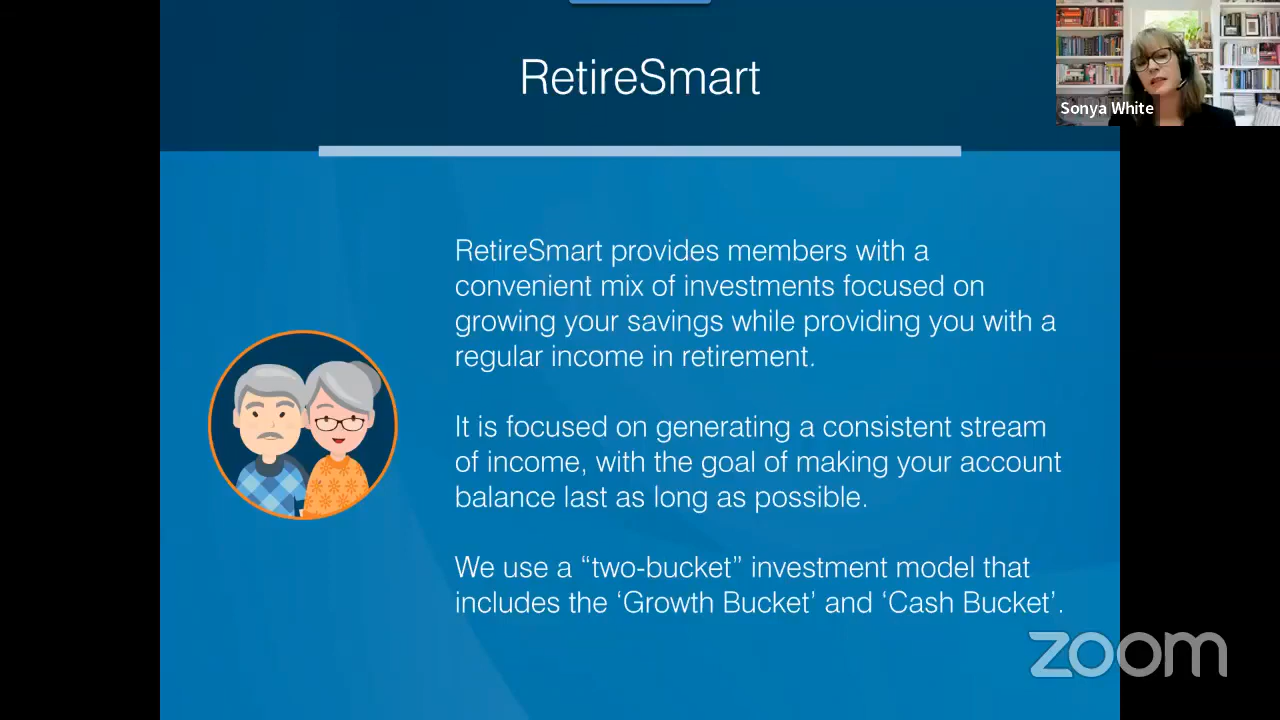 RetireSmart
Sonya White
RetireSmart provides members with a
convenient mix of investments focused on
growing your savings while providing you with a
regular income in retirement.
It is focused on generating a consistent stream
of income, with the goal of making your account
balance last as long as possible.
We use a “two-bucket” investment model that
includes the ‘Growth Bucket’ and ‘Cash Bucket’.
zoom